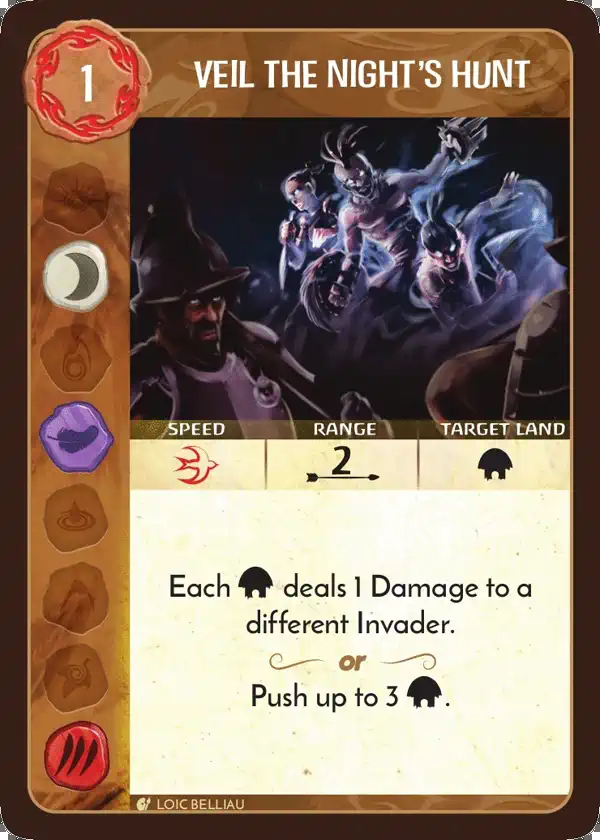 1
VEIL THE NIGHT'S HUNT
SPEED RANGE TARGET LAND
2
Each deals 1 Damage to a
different Invader.
or
Push up to 3 .
LOIC BELLIAU